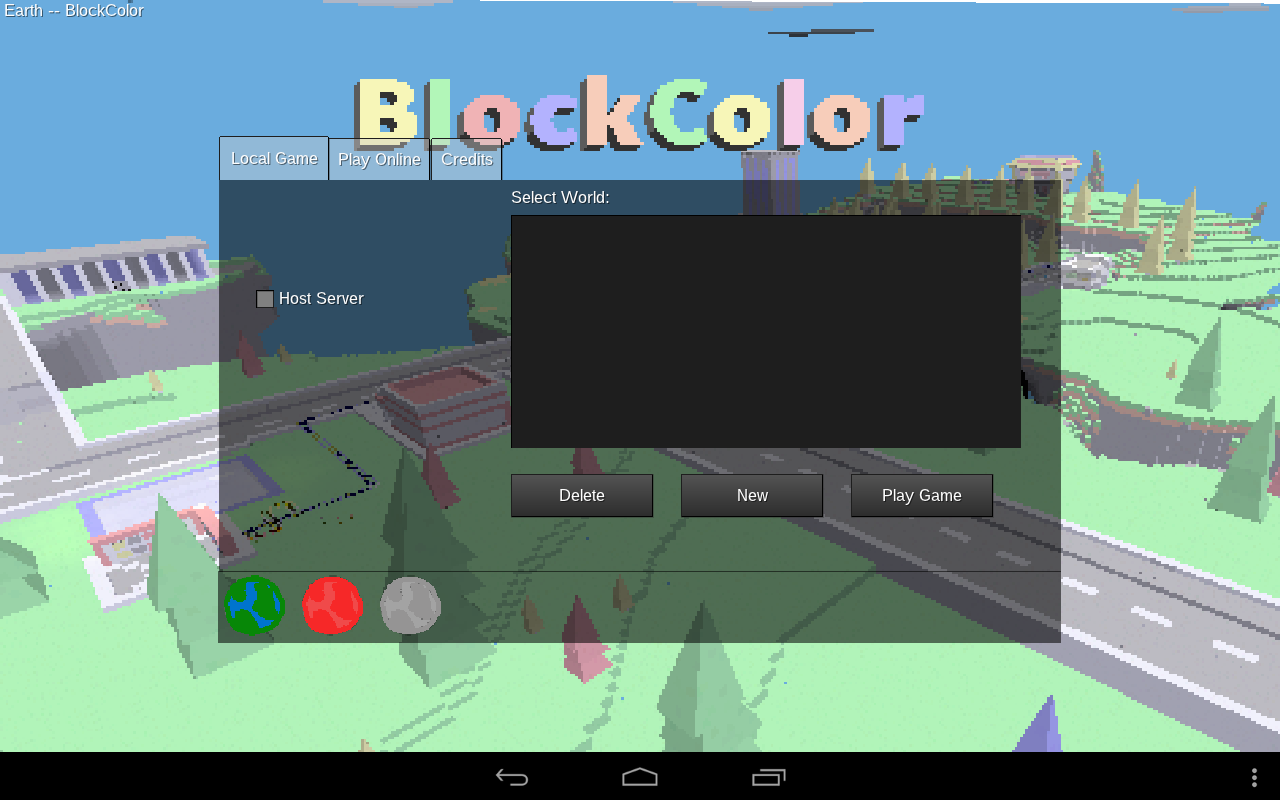 Earth -- BlockColor
BlockColor
Local Game
Play Online
Credits
Select World:
Host Server
Delete
New
Play Game